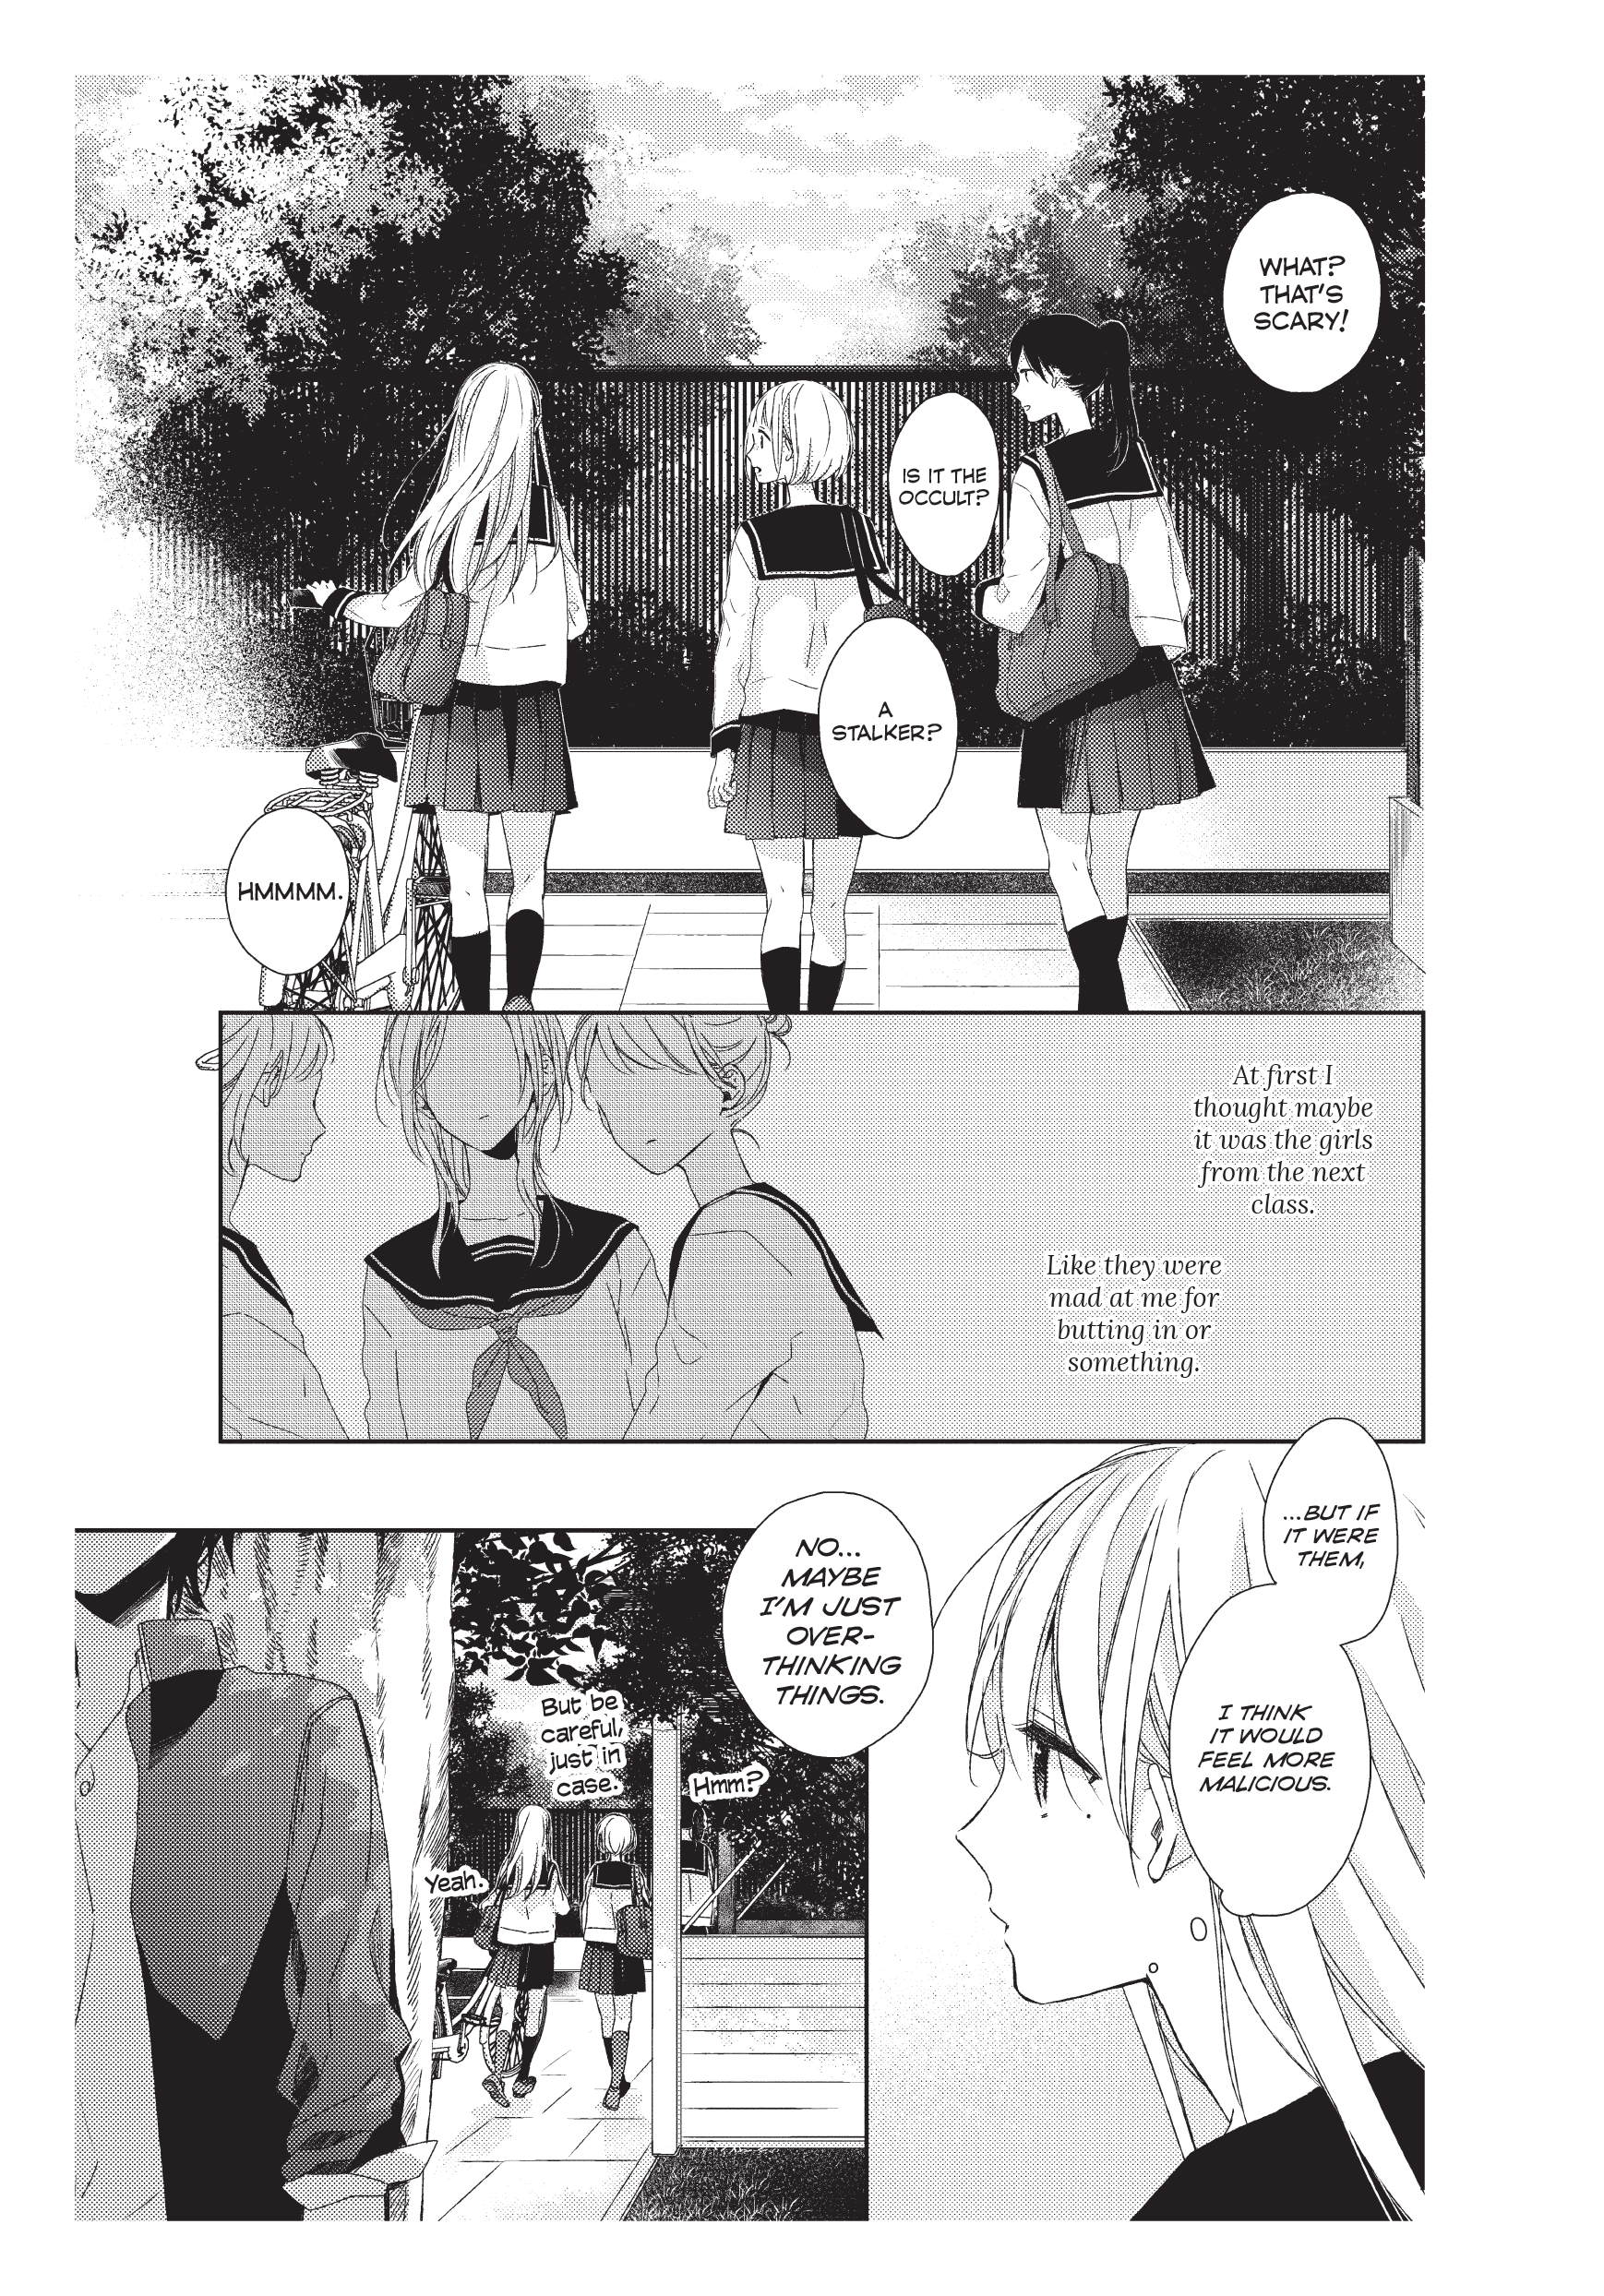 WHAT?
THAT'S
SCARY!
IS IT THE
OCCULT?
A
STALKER?
HMMMM.
At first I
thought maybe
it was the girls
from the next
class.
Like they were
mad at me for
butting in or
something.
...BUT IF
IT WERE
THEM,
I THINK
IT WOULD
FEEL MORE
MALICIOUS.
NO...
MAYBE
I'M JUST
OVER-
THINKING
THINGS.
Hmm?
But be
careful,
just in
case.
Yeah.